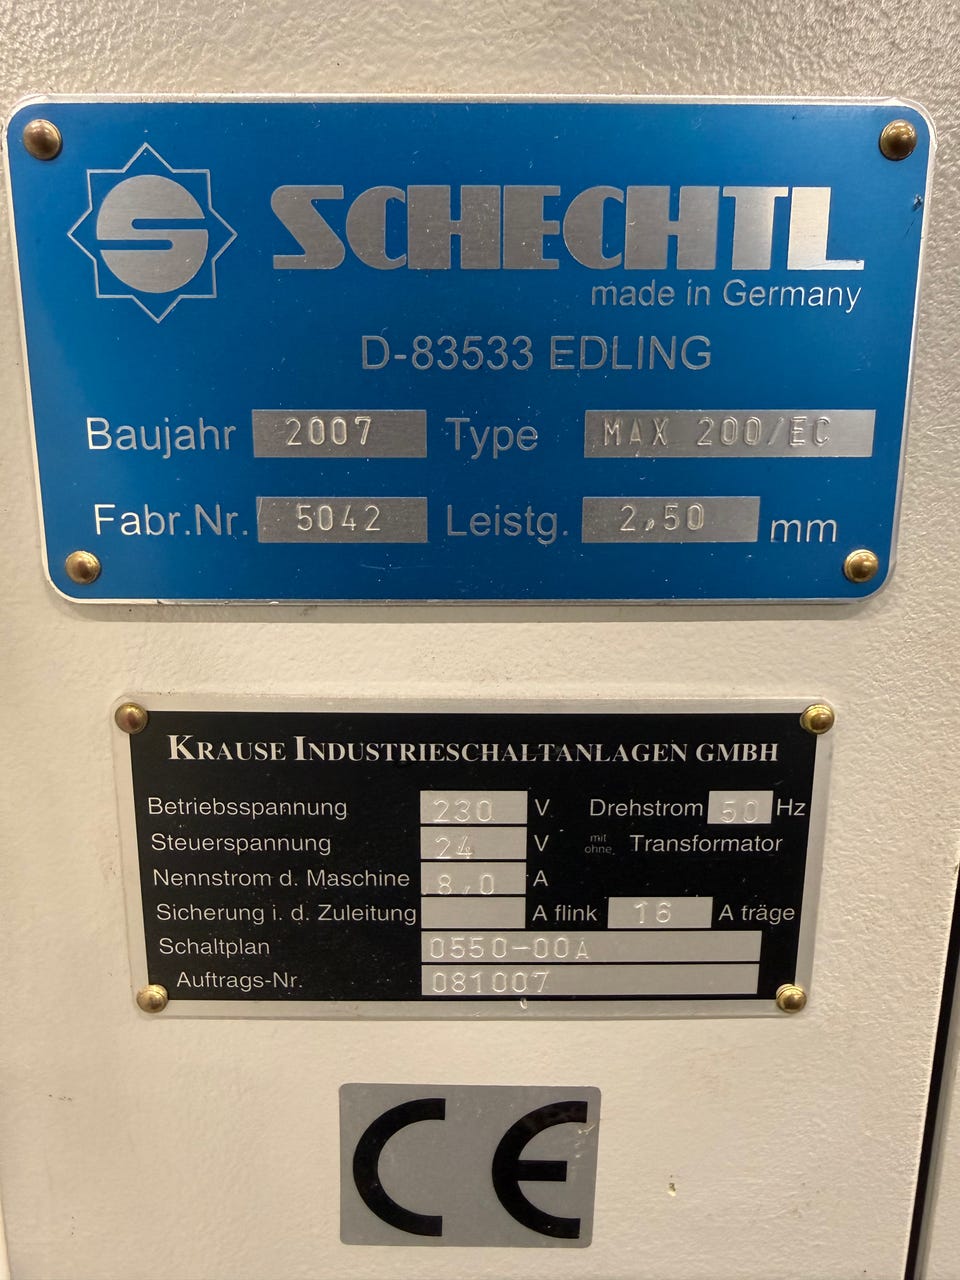 S SCHECHTL
made in Germany
D-83533 EDLING
Baujahr 2007 Type MAX 200/EC
Fabr.Nr. 5042 Leistg. 2,50 mm
KRAUSE INDUSTRIESCHALTANLAGEN GMBH
Betriebsspannung 230 V Drehstrom 50 Hz
Steuerspannung 24 V mit ohne Transformator
Nennstrom d. Maschine 8,0 A
Sicherung i. d. Zuleitung A flink 16 A träge
Schaltplan 0550-00A
Auftrags-Nr. 081007
CE